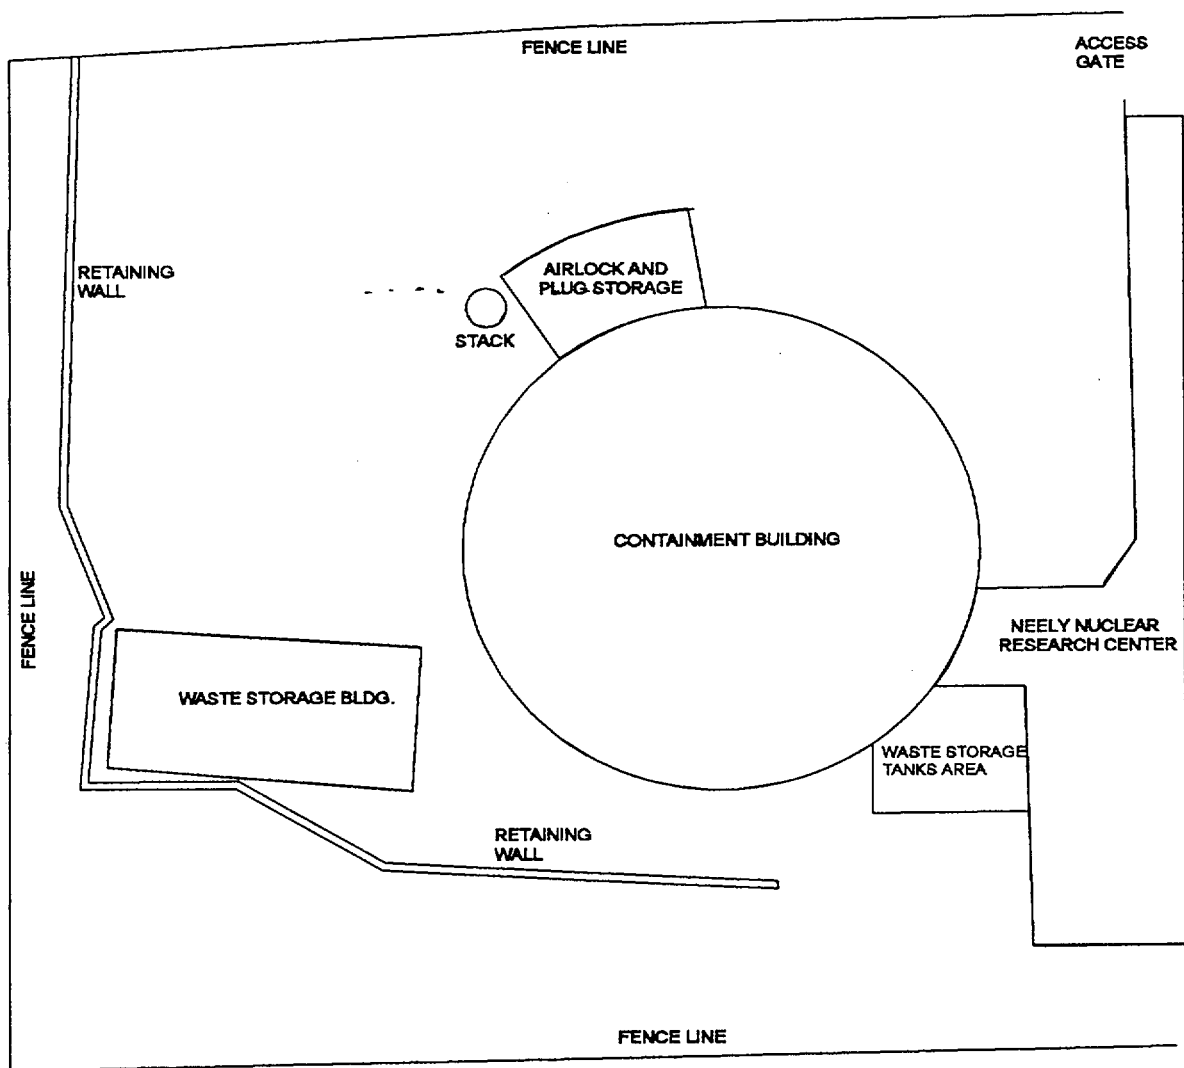 FENCE LINE
ACCESS
GATE
RETAINING
WALL
AIRLOCK AND
PLUG STORAGE
STACK
CONTAINMENT BUILDING
FENCE LINE
NEELY NUCLEAR
RESEARCH CENTER
WASTE STORAGE BLDG.
WASTE STORAGE
TANKS AREA
RETAINING
WALL
FENCE LINE